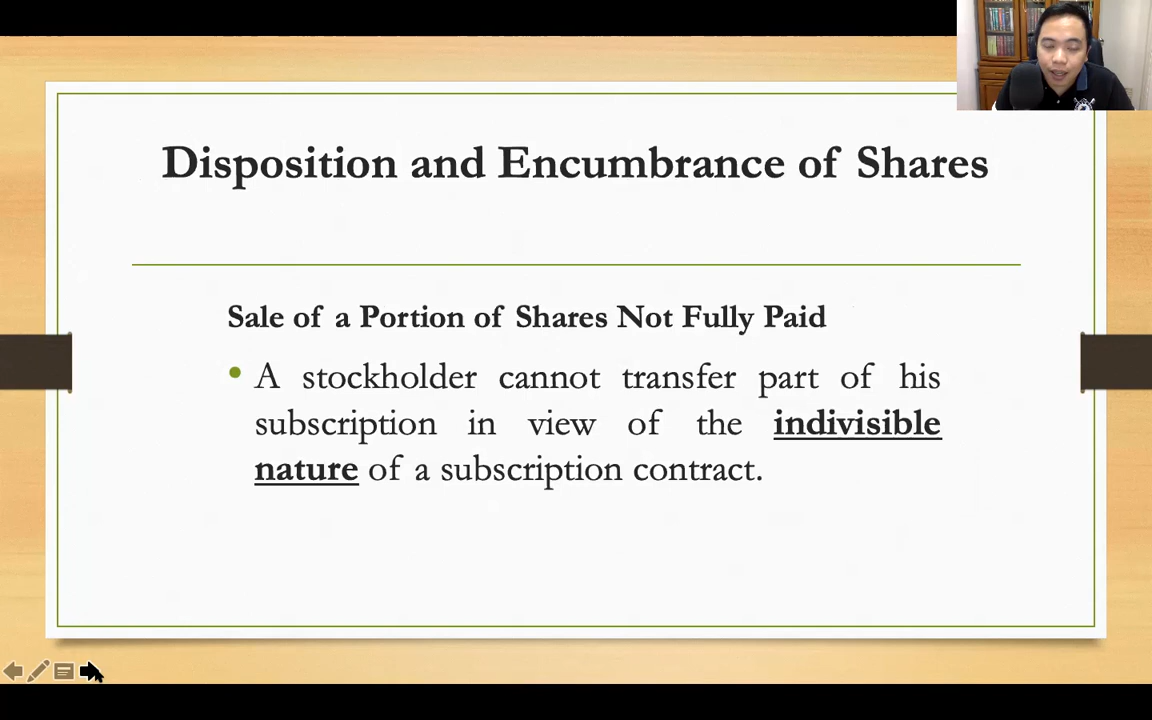 Disposition and Encumbrance of Shares
Sale of a Portion of Shares Not Fully Paid
• A stockholder cannot transfer part of his
subscription in view of the indivisible
nature of a subscription contract.